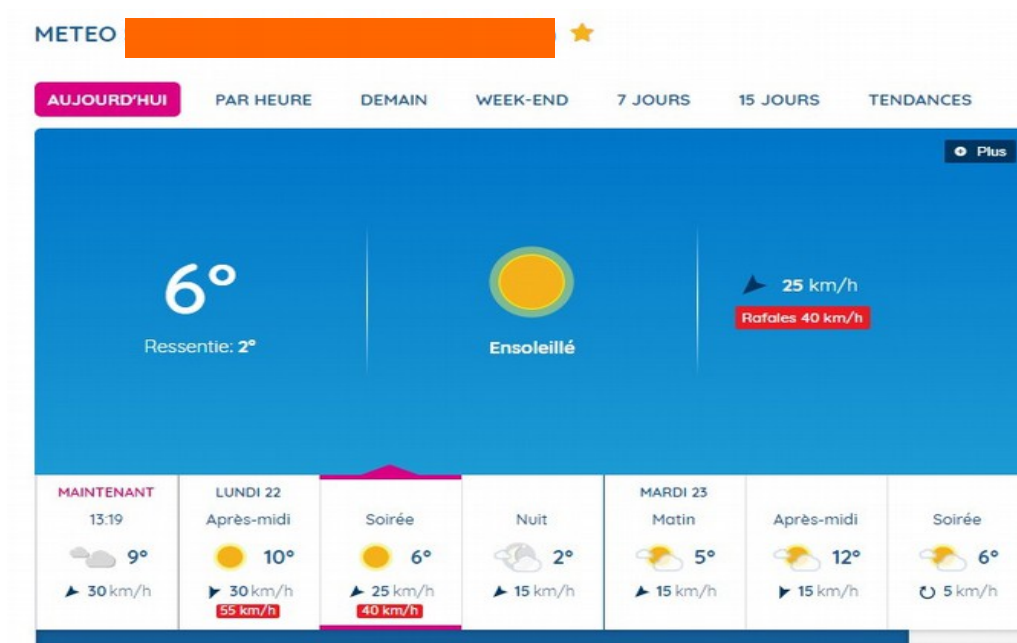 METEO
AUJOURD'HUI PAR HEURE DEMAIN WEEK-END 7 JOURS 15 JOURS TENDANCES
Plus
6°
Ressentie: 2°
Ensoleillé
25 km/h
Rafales 40 km/h
MAINTENANT LUNDI 22 MARDI 23
13:19 Après-midi Soirée Nuit Matin Après-midi Soirée
9° 10° 6° 2° 5° 12° 6°
30 km/h 30 km/h 25 km/h 15 km/h 15 km/h 15 km/h 5 km/h
55 km/h 40 km/h